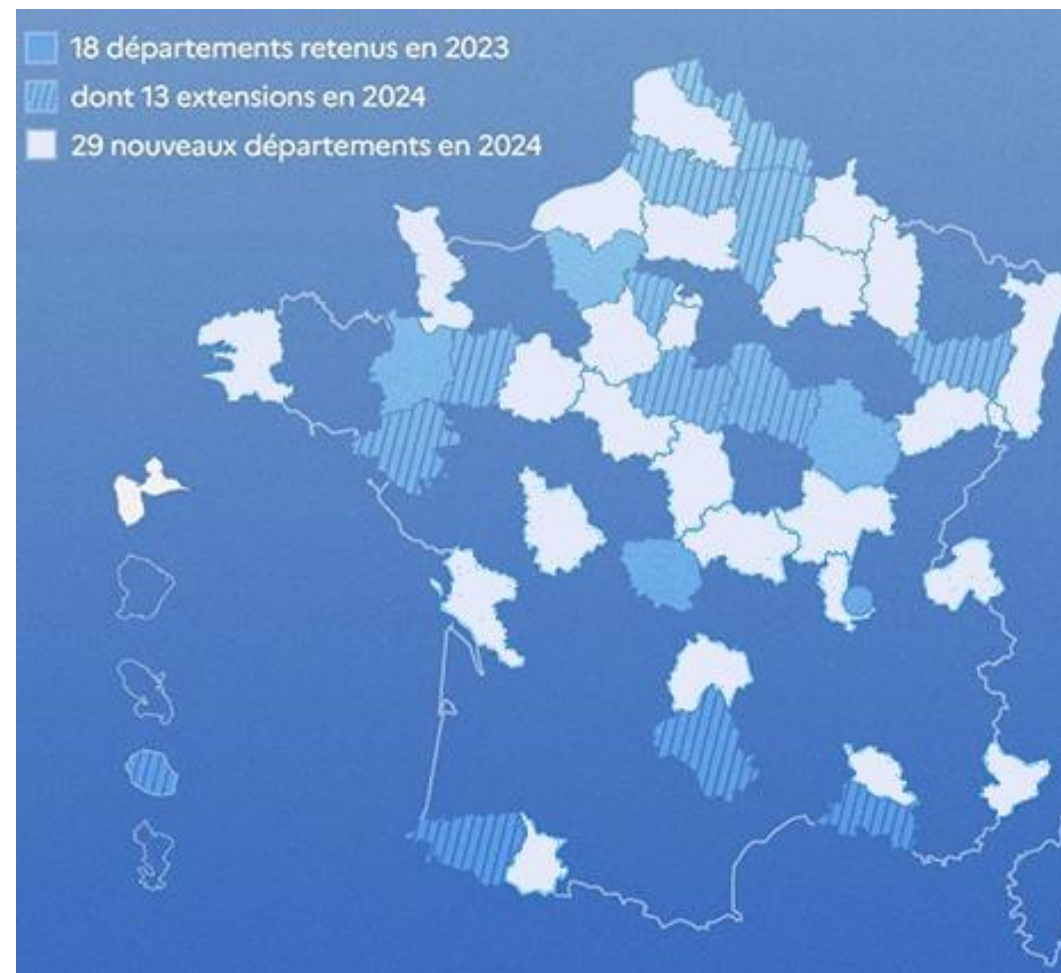 18 départements retenus en 2023
dont 13 extensions en 2024
29 nouveaux départements en 2024